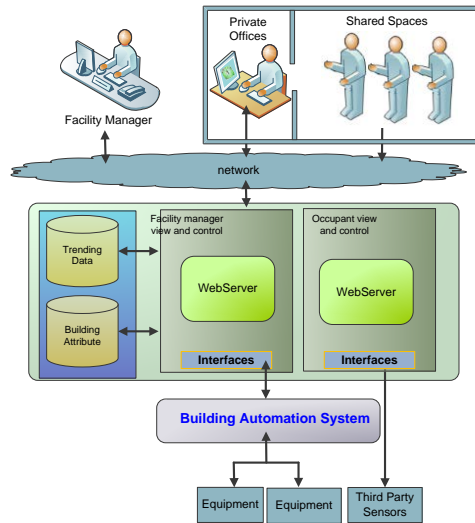 Private
Offices
Shared Spaces
Facility Manager
network
Facility manager
view and control
Occupant view
and control
Trending
Data
WebServer
WebServer
Building
Attribute
Interfaces
Interfaces
Building Automation System
Equipment
Equipment
Third Party
Sensors